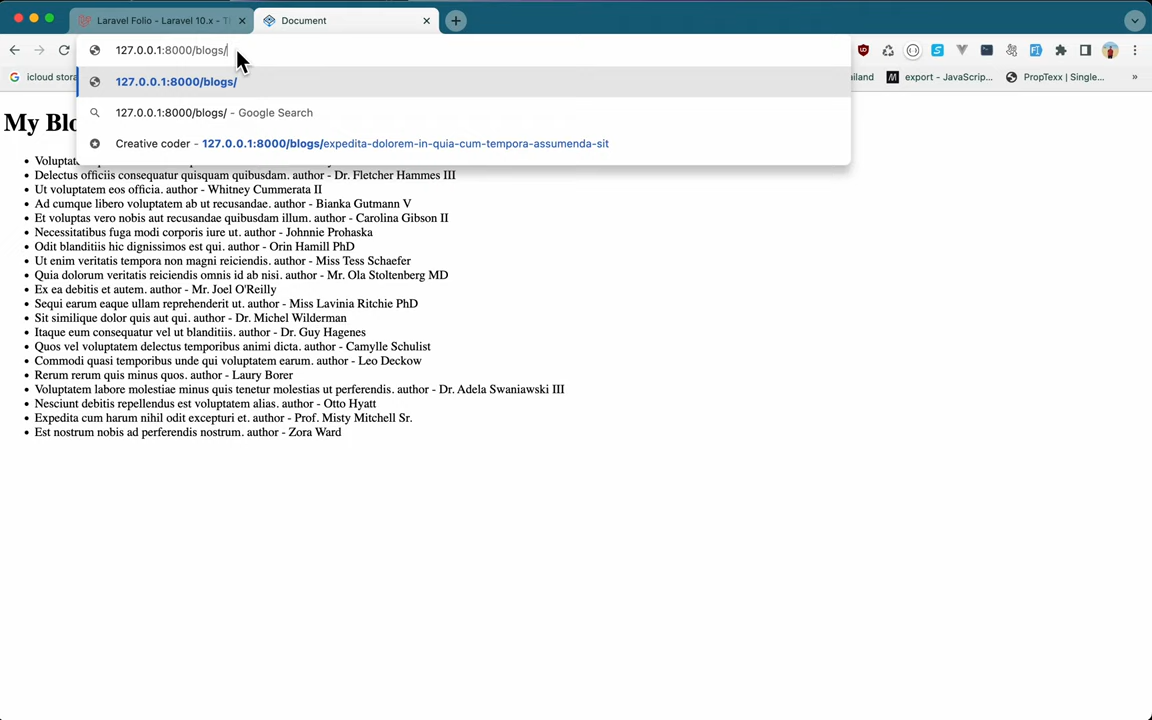 Laravel Folio - Laravel 10.x - T
Document
127.0.0.1:8000/blogs/
icloud stora
ailand
export - JavaScrip...
PropTexx | Single...
»
127.0.0.1:8000/blogs/
127.0.0.1:8000/blogs/ - Google Search
Creative coder - 127.0.0.1:8000/blogs/expedita-dolorem-in-quia-cum-tempora-assumenda-sit
My Blo
Voluptate
Delectus officiis consequatur quisquam quibusdam. author - Dr. Fletcher Hammes III
Ut voluptatem eos officia. author - Whitney Cummerata II
Ad cumque libero voluptatem ab ut recusandae. author - Bianka Gutmann V
Et voluptas vero nobis aut recusandae quibusdam illum. author - Carolina Gibson II
Necessitatibus fuga modi corporis iure ut. author - Johnnie Prohaska
Odit blanditiis hic dignissimos est qui. author - Orin Hamill PhD
Ut enim veritatis tempora non magni reiciendis. author - Miss Tess Schaefer
Quia dolorum veritatis reiciendis omnis id ab nisi. author - Mr. Ola Stoltenberg MD
Ex ea debitis et autem. author - Mr. Joel O'Reilly
Sequi earum eaque ullam reprehenderit ut. author - Miss Lavinia Ritchie PhD
Sit similique dolor quis aut qui. author - Dr. Michel Wilderman
Itaque eum consequatur vel ut blanditiis. author - Dr. Guy Hagenes
Quos vel voluptatem delectus temporibus animi dicta. author - Camylle Schulist
Commodi quasi temporibus unde qui voluptatem earum. author - Leo Deckow
Rerum rerum quis minus quos. author - Laury Borer
Voluptatem labore molestiae minus quis tenetur molestias ut perferendis. author - Dr. Adela Swaniawski III
Nesciunt debitis repellendus est voluptatem alias. author - Otto Hyatt
Expedita cum harum nihil odit excepturi et. author - Prof. Misty Mitchell Sr.
Est nostrum nobis ad perferendis nostrum. author - Zora Ward